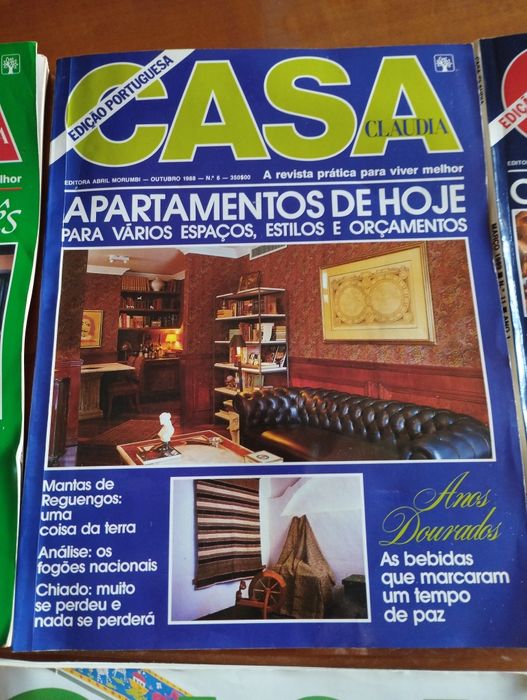 EDIÇÃO PORTUGUESA
CASA
CLAUDIA
EDITORA ABRIL MORUMBI — OUTUBRO 1988 — N.º 6 — 350$00
A revista prática para viver melhor
APARTAMENTOS DE HOJE
PARA VÁRIOS ESPAÇOS, ESTILOS E ORÇAMENTOS
Mantas de
Reguengos:
uma
coisa da terra
Análise: os
fogões nacionais
Chiado: muito
se perdeu e
nada se perderá
Anos
Dourados
As bebidas
que marcaram
um tempo
de paz
lhor